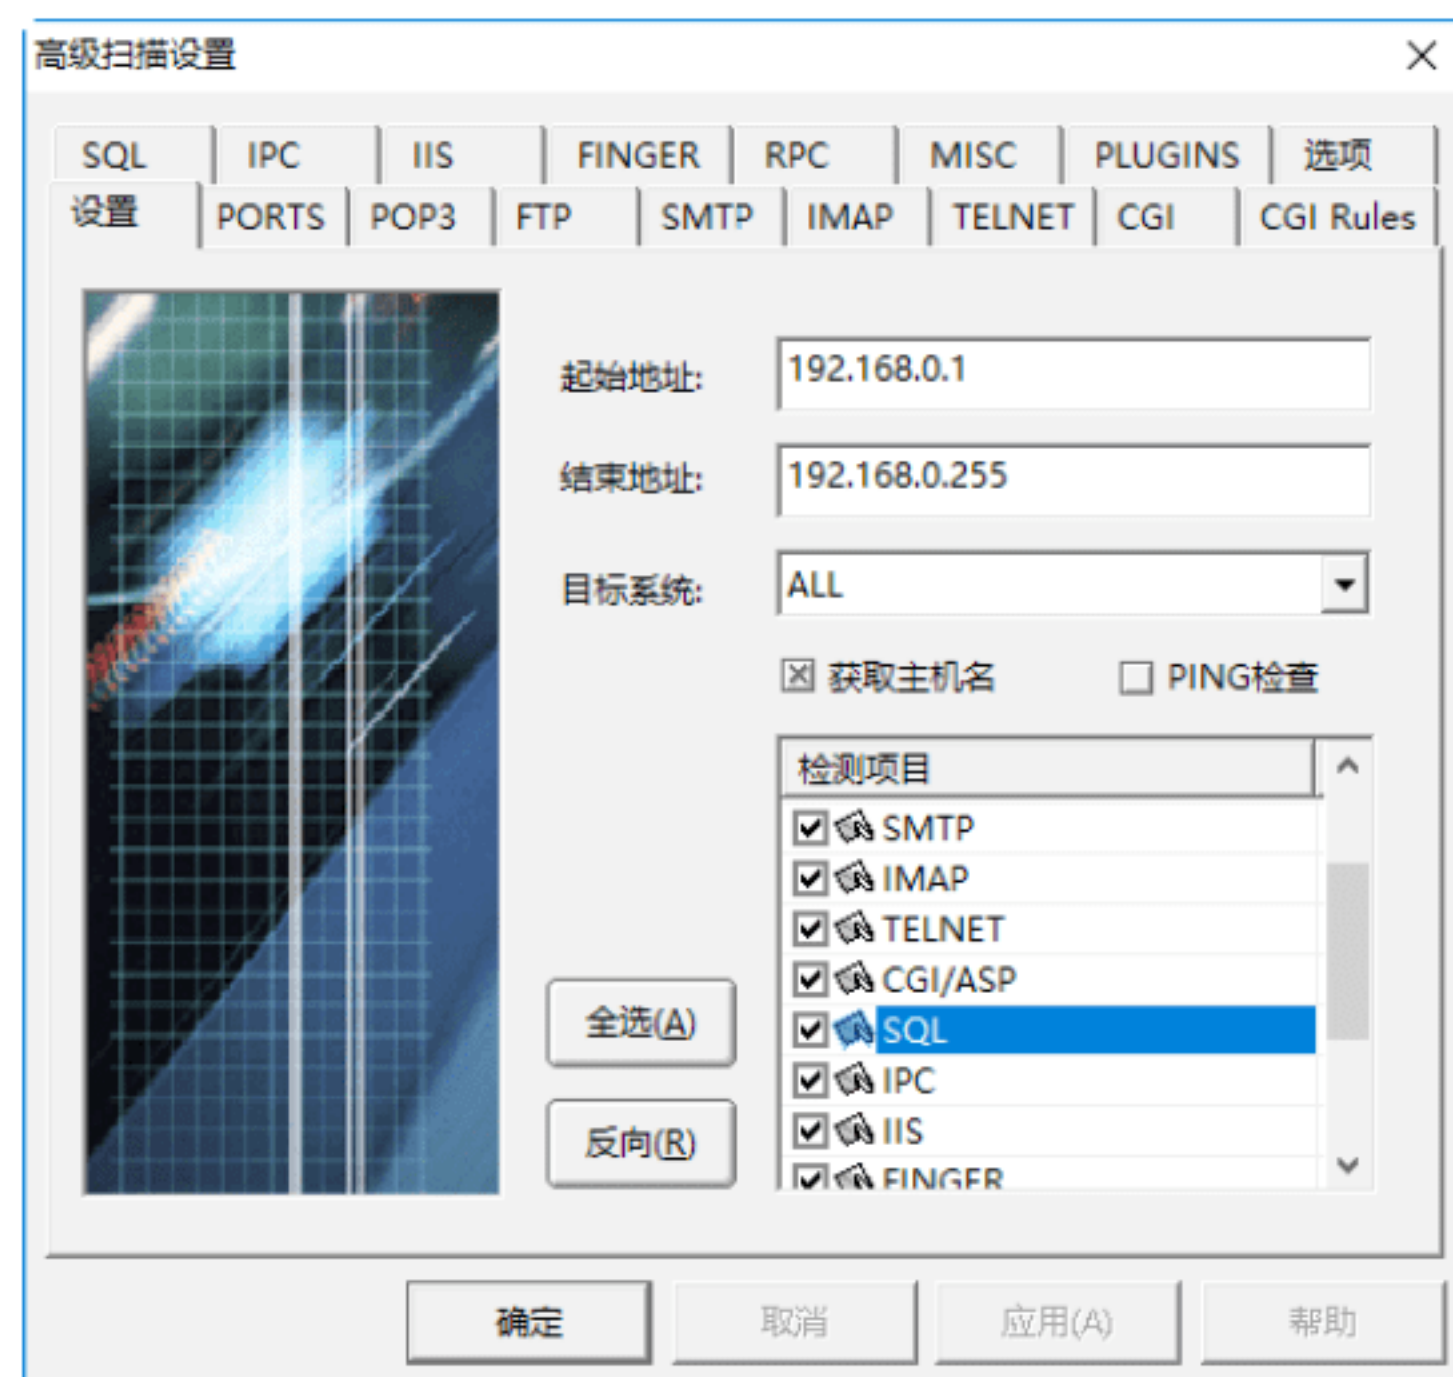 高级扫描设置
SQL IPC IIS FINGER RPC MISC PLUGINS 选项
设置 PORTS POP3 FTP SMTP IMAP TELNET CGI CGI Rules
起始地址: 192.168.0.1
结束地址: 192.168.0.255
目标系统: ALL
获取主机名 PING检查
检测项目
SMTP
IMAP
TELNET
CGI/ASP
SQL
IPC
IIS
FINGER
全选(A)
反向(R)
确定 取消 应用(A) 帮助